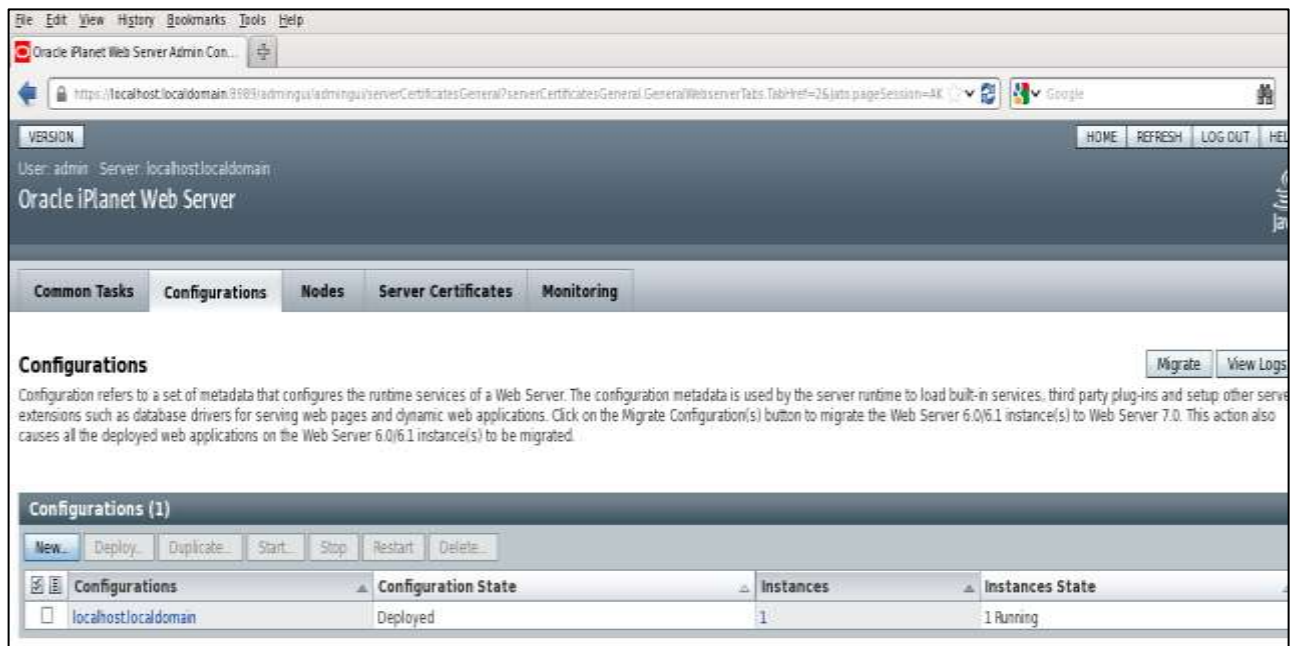 File Edit View History Bookmarks Tools Help
Oracle iPlanet Web Server Admin Con...
https://localhost.localdomain:8989/admingui/admingui/serverCertificatesGeneral?serverCertificatesGeneral.GeneralWebserverTabs.TabHref=2&jato.pageSession=AK
Google
VERSION
HOME REFRESH LOG OUT HEL
User: admin Server: localhost.localdomain
Oracle iPlanet Web Server
Jav
Common Tasks Configurations Nodes Server Certificates Monitoring
Configurations
Migrate View Logs
Configuration refers to a set of metadata that configures the runtime services of a Web Server. The configuration metadata is used by the server runtime to load built-in services, third party plug-ins and setup other serve
extensions such as database drivers for serving web pages and dynamic web applications. Click on the Migrate Configuration(s) button to migrate the Web Server 6.0/6.1 instance(s) to Web Server 7.0. This action also
causes all the deployed web applications on the Web Server 6.0/6.1 instance(s) to be migrated.
Configurations (1)
New... Deploy... Duplicate... Start... Stop Restart Delete...
Configurations Configuration State Instances Instances State
localhost.localdomain Deployed 1 1 Running